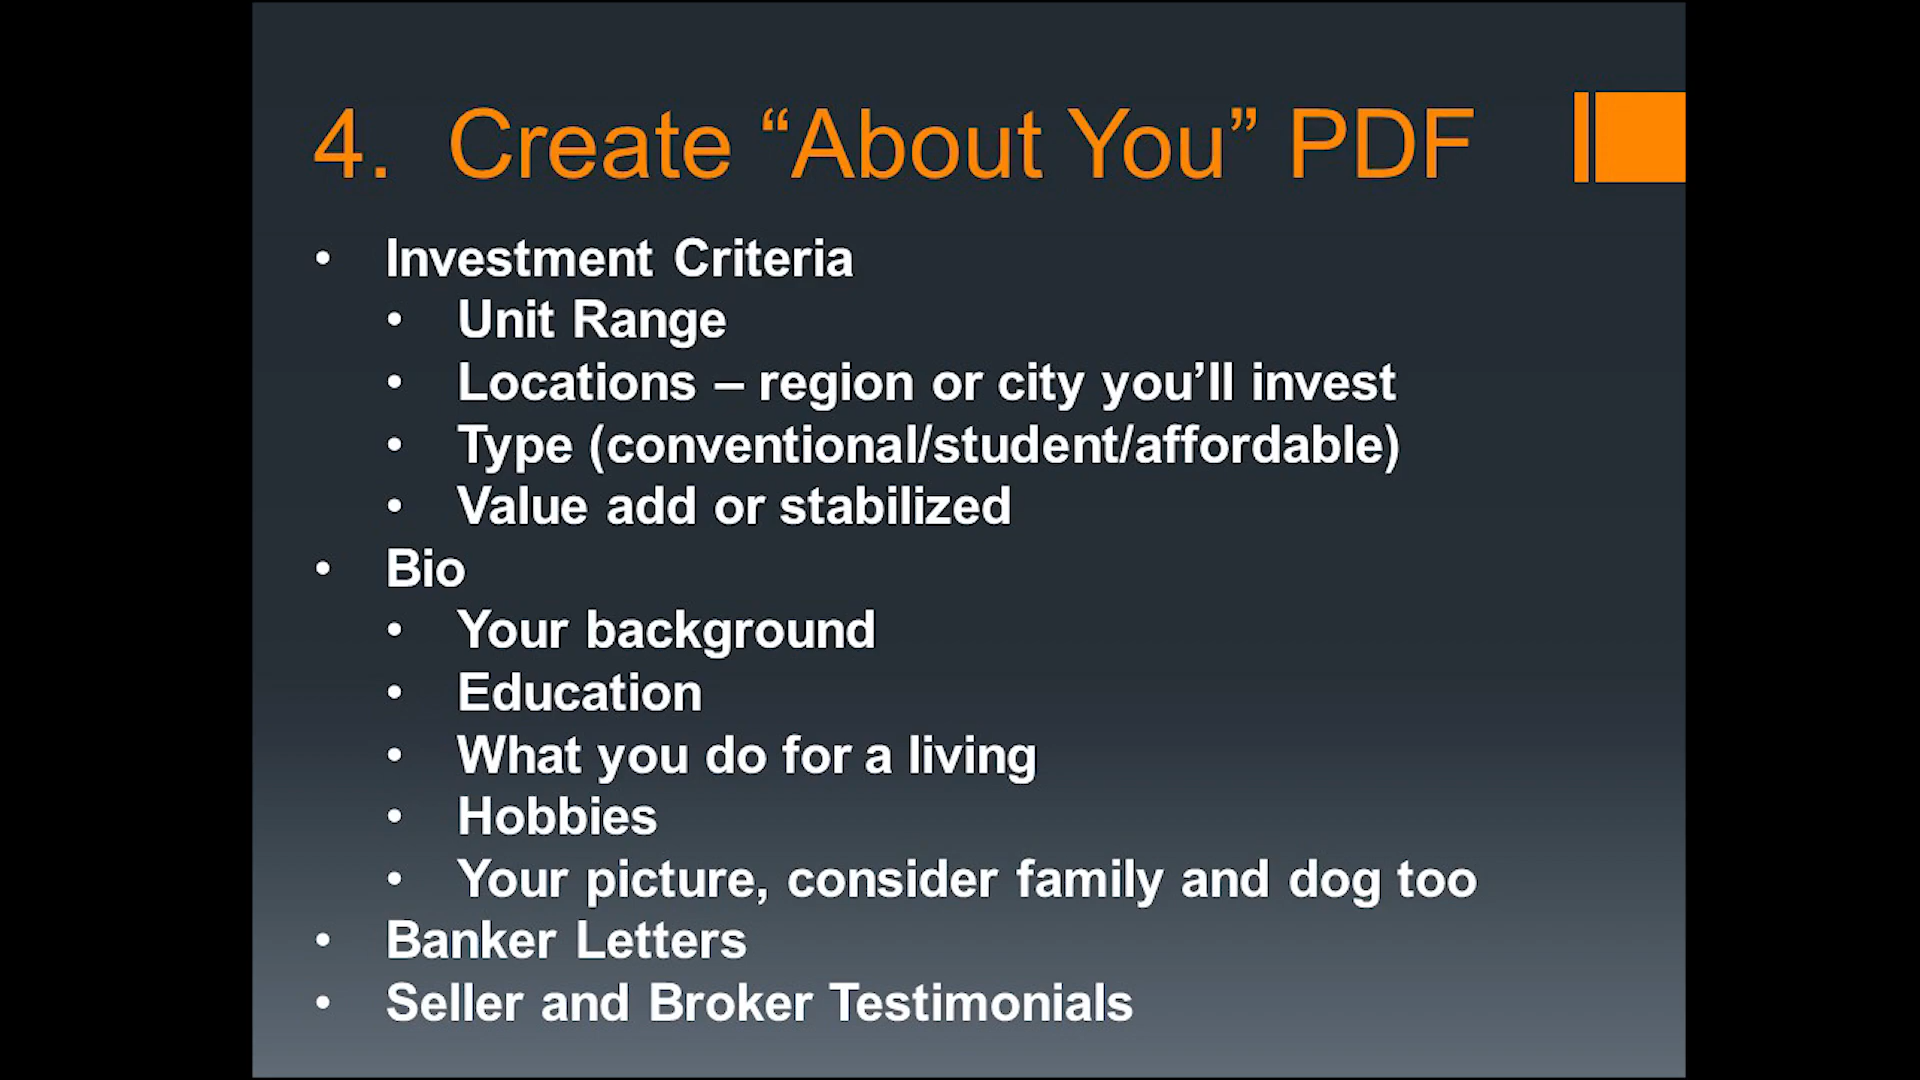 4. Create “About You” PDF
• Investment Criteria
• Unit Range
• Locations – region or city you’ll invest
• Type (conventional/student/affordable)
• Value add or stabilized
• Bio
• Your background
• Education
• What you do for a living
• Hobbies
• Your picture, consider family and dog too
• Banker Letters
• Seller and Broker Testimonials